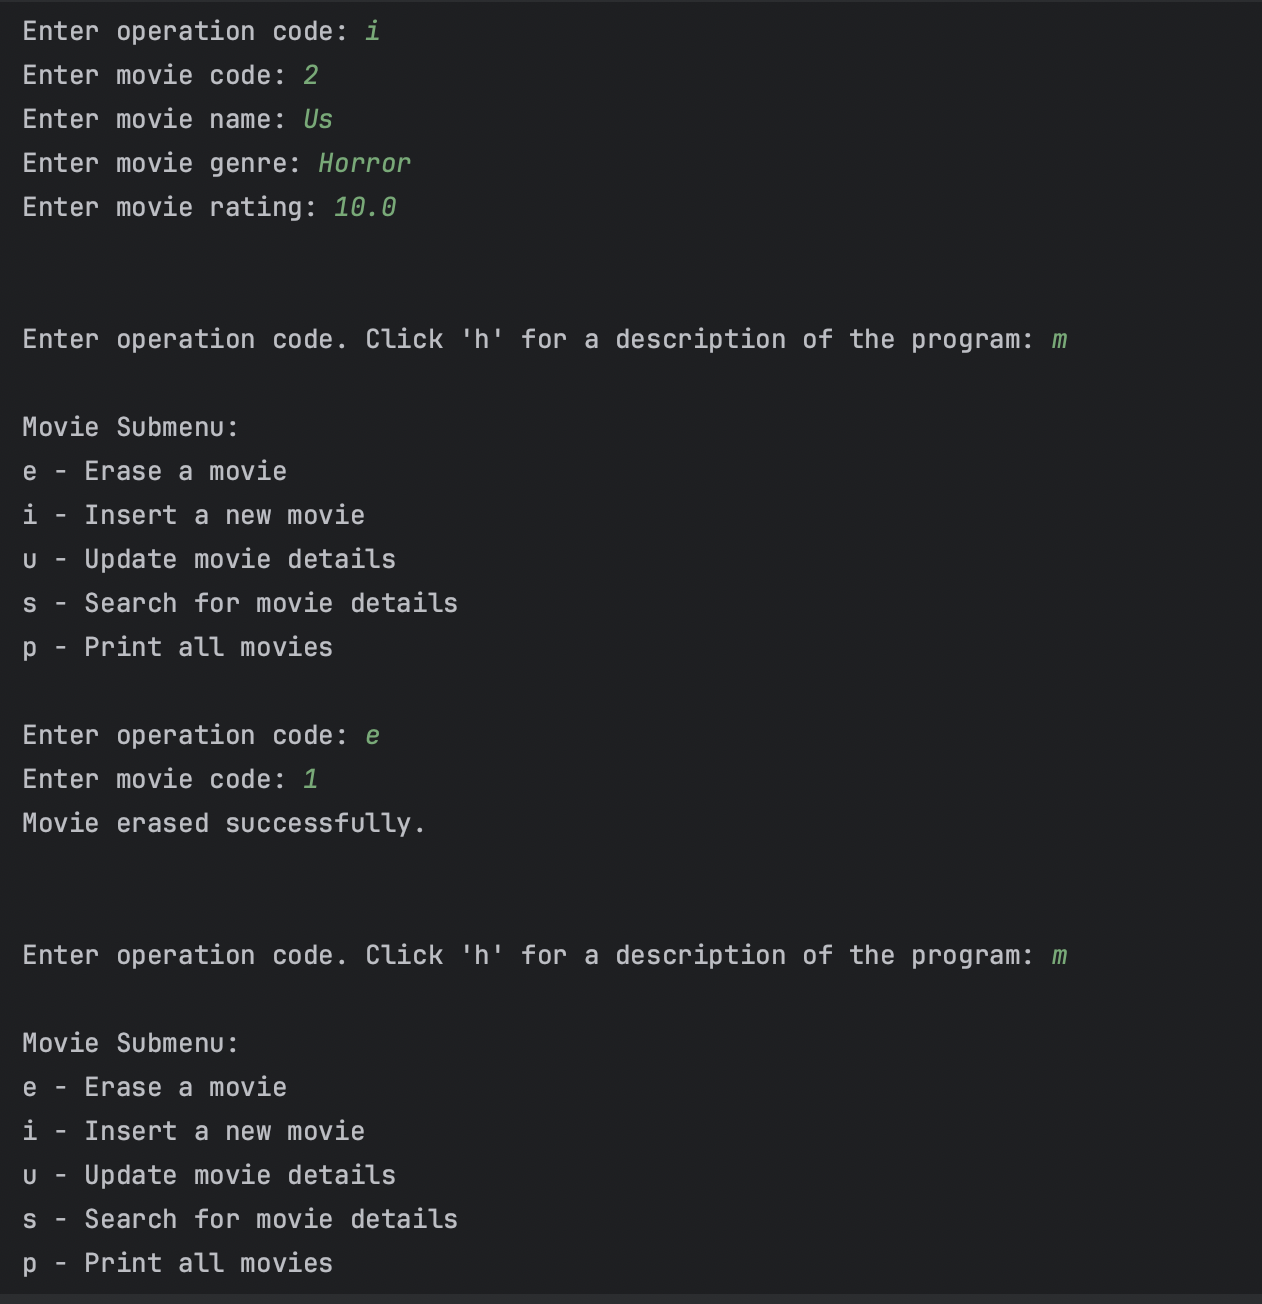 Enter operation code: i
Enter movie code: 2
Enter movie name: Us
Enter movie genre: Horror
Enter movie rating: 10.0
Enter operation code. Click 'h' for a description of the program: m
Movie Submenu:
e - Erase a movie
i - Insert a new movie
u - Update movie details
s - Search for movie details
p - Print all movies
Enter operation code: e
Enter movie code: 1
Movie erased successfully.
Enter operation code. Click 'h' for a description of the program: m
Movie Submenu:
e - Erase a movie
i - Insert a new movie
u - Update movie details
s - Search for movie details
p - Print all movies